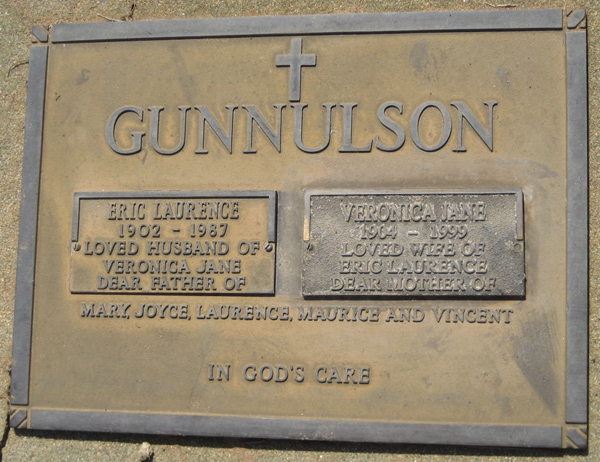 GUNNULSON
ERIC LAURENCE
1902 - 1987
LOVED HUSBAND OF
VERONICA JANE
DEAR FATHER OF
VERONICA JANE
1904 - 1999
LOVED WIFE OF
ERIC LAURENCE
DEAR MOTHER OF
MARY, JOYCE, LAURENCE, MAURICE AND VINCENT
IN GOD'S CARE